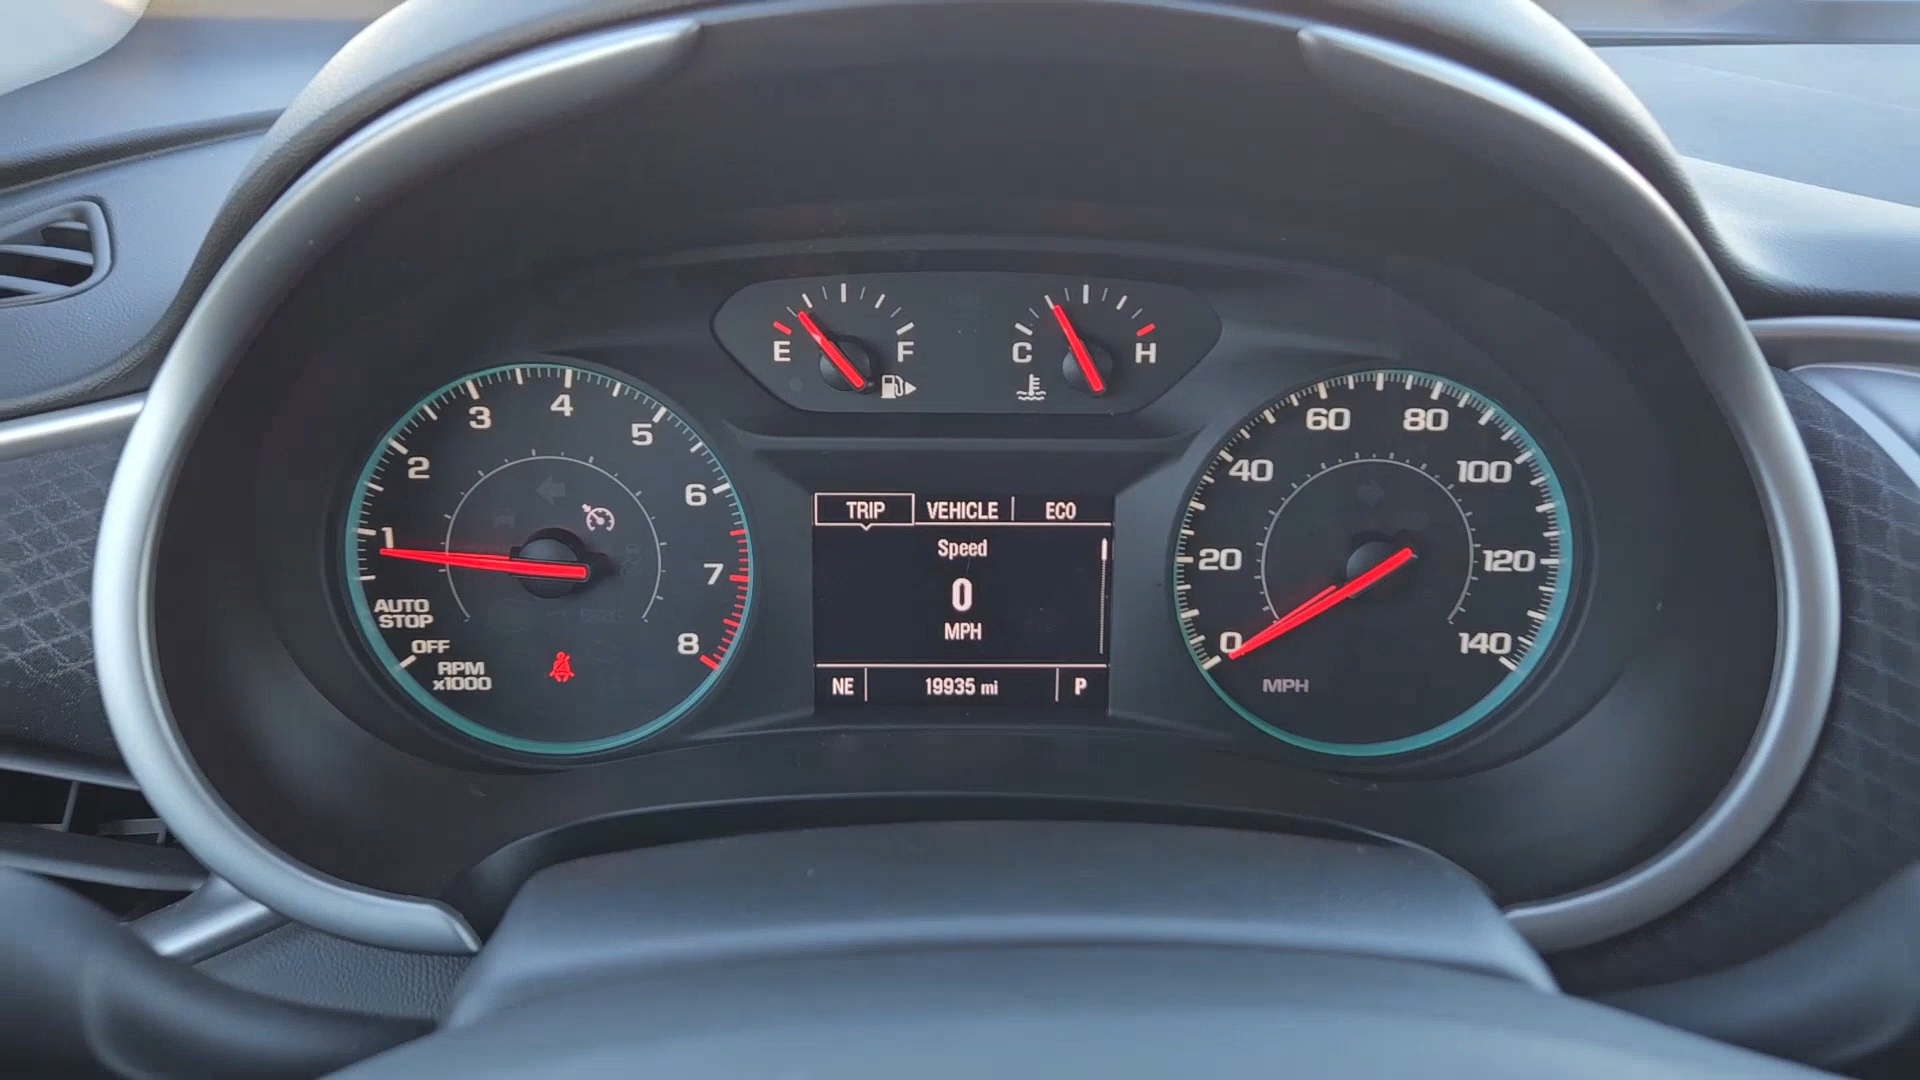 E F
C H
1 2 3 4 5 6 7 8
AUTO
STOP
OFF
RPM
x1000
TRIP VEHICLE ECO
Speed
0
MPH
NE 19935 mi P
0 20 40 60 80 100 120 140
MPH